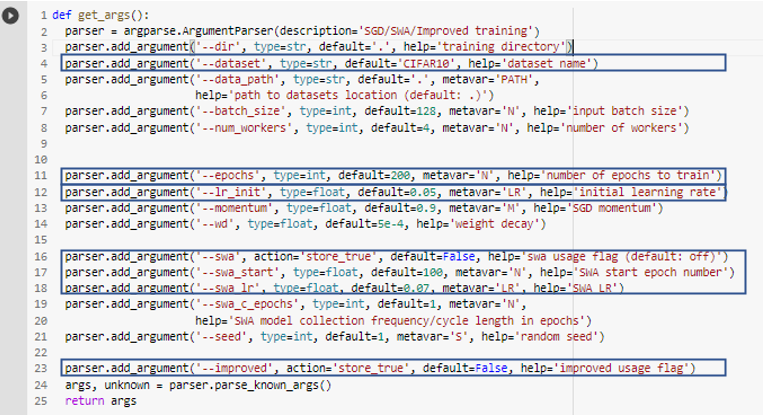 1 def get_args():
2 parser = argparse.ArgumentParser(description='SGD/SWA/Improved training')
3 parser.add_argument('--dir', type=str, default='.', help='training directory')
4 parser.add_argument('--dataset', type=str, default='CIFAR10', help='dataset name')
5 parser.add_argument('--data_path', type=str, default='.', metavar='PATH',
6 help='path to datasets location (default: .)')
7 parser.add_argument('--batch_size', type=int, default=128, metavar='N', help='input batch size')
8 parser.add_argument('--num_workers', type=int, default=4, metavar='N', help='number of workers')
9
10
11 parser.add_argument('--epochs', type=int, default=200, metavar='N', help='number of epochs to train')
12 parser.add_argument('--lr_init', type=float, default=0.05, metavar='LR', help='initial learning rate')
13 parser.add_argument('--momentum', type=float, default=0.9, metavar='M', help='SGD momentum')
14 parser.add_argument('--wd', type=float, default=5e-4, help='weight decay')
15
16 parser.add_argument('--swa', action='store_true', default=False, help='swa usage flag (default: off)')
17 parser.add_argument('--swa_start', type=float, default=100, metavar='N', help='SWA start epoch number')
18 parser.add_argument('--swa_lr', type=float, default=0.07, metavar='LR', help='SWA LR')
19 parser.add_argument('--swa_c_epochs', type=int, default=1, metavar='N',
20 help='SWA model collection frequency/cycle length in epochs')
21 parser.add_argument('--seed', type=int, default=1, metavar='S', help='random seed')
22
23 parser.add_argument('--improved', action='store_true', default=False, help='improved usage flag')
24 args, unknown = parser.parse_known_args()
25 return args